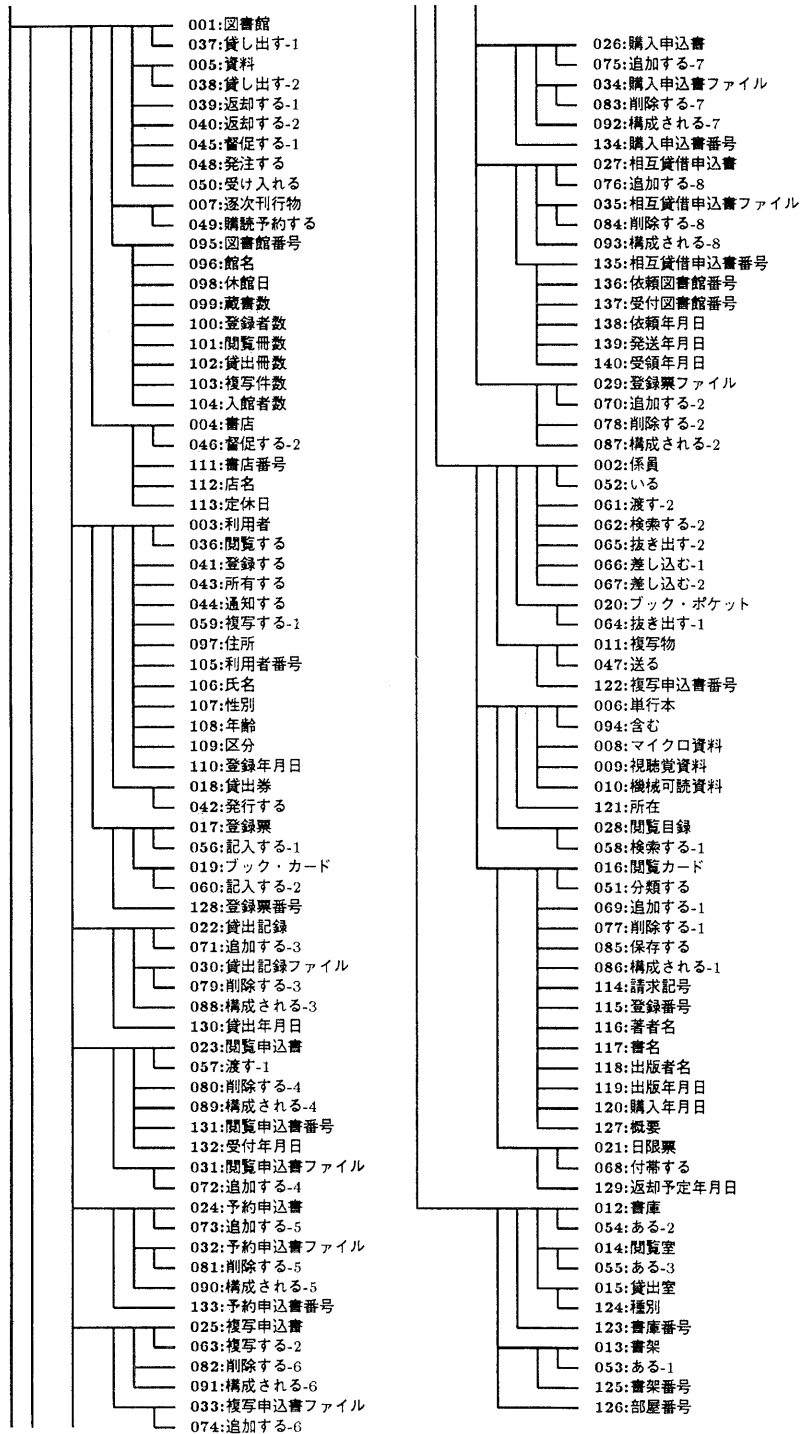 001:図書館
037:貸し出す-1
005:資料
038:貸し出す-2
039:返却する-1
040:返却する-2
045:督促する-1
048:発注する
050:受け入れる
007:逐次刊行物
049:購読予約する
095:図書館番号
096:館名
098:休館日
099:蔵書数
100:登録者数
101:閲覧冊数
102:貸出冊数
103:複写件数
104:入館者数
004:書店
046:督促する-2
111:書店番号
112:店名
113:定休日
003:利用者
036:閲覧する
041:登録する
043:所有する
044:通知する
059:複写する-1
097:住所
105:利用者番号
106:氏名
107:性別
108:年齢
109:区分
110:登録年月日
018:貸出券
042:発行する
017:登録票
056:記入する-1
019:ブック・カード
060:記入する-2
128:登録票番号
022:貸出記録
071:追加する-3
030:貸出記録ファイル
079:削除する-3
088:構成される-3
130:貸出年月日
023:閲覧申込書
057:渡す-1
080:削除する-4
089:構成される-4
131:閲覧申込書番号
132:受付年月日
031:閲覧申込書ファイル
072:追加する-4
024:予約申込書
073:追加する-5
032:予約申込書ファイル
081:削除する-5
090:構成される-5
133:予約申込書番号
025:複写申込書
063:複写する-2
082:削除する-6
091:構成される-6
033:複写申込書ファイル
074:追加する-6
026:購入申込書
075:追加する-7
034:購入申込書ファイル
083:削除する-7
092:構成される-7
134:購入申込書番号
027:相互貸借申込書
076:追加する-8
035:相互貸借申込書ファイル
084:削除する-8
093:構成される-8
135:相互貸借申込書番号
136:依頼図書館番号
137:受付図書館番号
138:依頼年月日
139:発送年月日
140:受領年月日
029:登録票ファイル
070:追加する-2
078:削除する-2
087:構成される-2
002:係員
052:いる
061:渡す-2
062:検索する-2
065:抜き出す-2
066:差し込む-1
067:差し込む-2
020:ブック・ポケット
064:抜き出す-1
011:複写物
047:送る
122:複写申込書番号
006:単行本
094:含む
008:マイクロ資料
009:視聴覚資料
010:機械可読資料
121:所在
028:閲覧目録
058:検索する-1
016:閲覧カード
051:分類する
069:追加する-1
077:削除する-1
085:保存する
086:構成される-1
114:請求記号
115:登録番号
116:著者名
117:書名
118:出版者名
119:出版年月日
120:購入年月日
127:概要
021:日限票
068:付帯する
129:返却予定年月日
012:書庫
054:ある-2
014:閲覧室
055:ある-3
015:貸出室
124:種別
123:書庫番号
013:書架
053:ある-1
125:書架番号
126:部屋番号